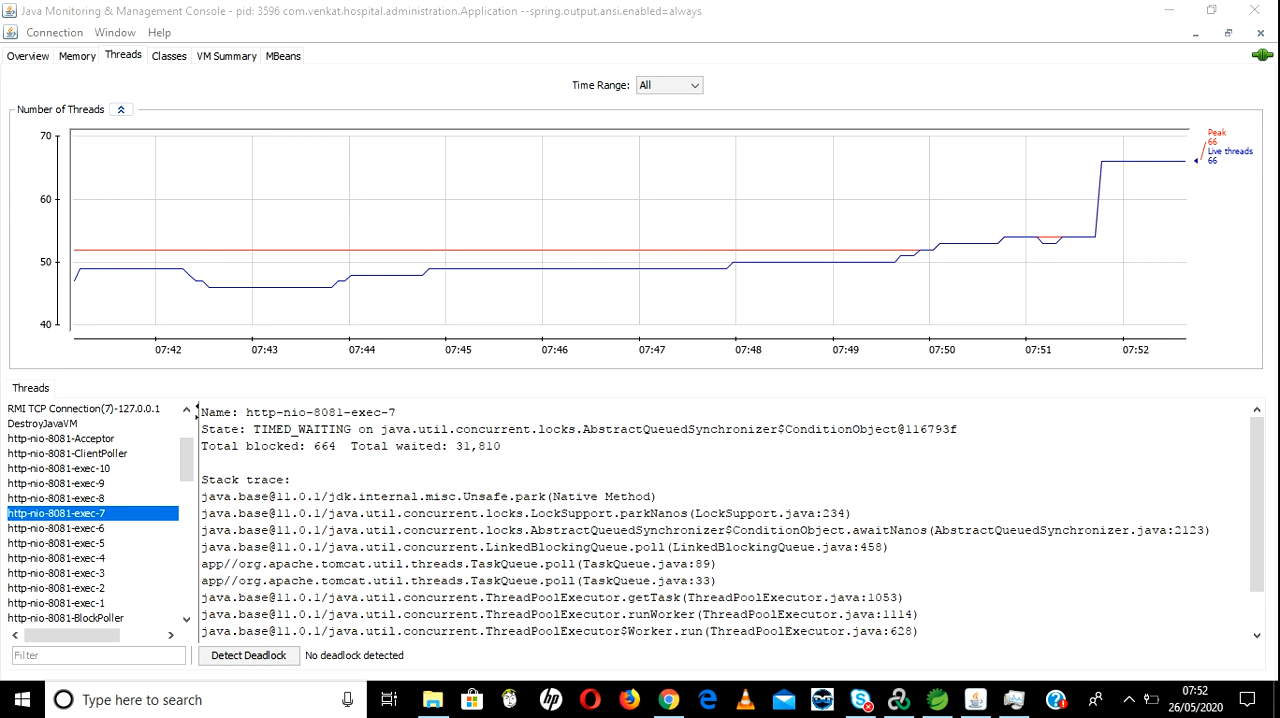 Java Monitoring & Management Console - pid: 3596 com.venkat.hospital.administration.Application --spring.output.ansi.enabled=always
Connection Window Help
Overview Memory Threads Classes VM Summary MBeans
Time Range: All
Number of Threads
70
60
50
40
07:42 07:43 07:44 07:45 07:46 07:47 07:48 07:49 07:50 07:51 07:52
Peak
66
Live threads
66
Threads
RMI TCP Connection(7)-127.0.0.1
DestroyJavaVM
http-nio-8081-Acceptor
http-nio-8081-ClientPoller
http-nio-8081-exec-10
http-nio-8081-exec-9
http-nio-8081-exec-8
http-nio-8081-exec-7
http-nio-8081-exec-6
http-nio-8081-exec-5
http-nio-8081-exec-4
http-nio-8081-exec-3
http-nio-8081-exec-2
http-nio-8081-exec-1
http-nio-8081-BlockPoller
Filter
Name: http-nio-8081-exec-7
State: TIMED_WAITING on java.util.concurrent.locks.AbstractQueuedSynchronizer$ConditionObject@116793f
Total blocked: 664 Total waited: 31,810
Stack trace:
java.base@11.0.1/jdk.internal.misc.Unsafe.park(Native Method)
java.base@11.0.1/java.util.concurrent.locks.LockSupport.parkNanos(LockSupport.java:234)
java.base@11.0.1/java.util.concurrent.locks.AbstractQueuedSynchronizer$ConditionObject.awaitNanos(AbstractQueuedSynchronizer.java:2123)
java.base@11.0.1/java.util.concurrent.LinkedBlockingQueue.poll(LinkedBlockingQueue.java:458)
app//org.apache.tomcat.util.threads.TaskQueue.poll(TaskQueue.java:89)
app//org.apache.tomcat.util.threads.TaskQueue.poll(TaskQueue.java:33)
java.base@11.0.1/java.util.concurrent.ThreadPoolExecutor.getTask(ThreadPoolExecutor.java:1053)
java.base@11.0.1/java.util.concurrent.ThreadPoolExecutor.runWorker(ThreadPoolExecutor.java:1114)
java.base@11.0.1/java.util.concurrent.ThreadPoolExecutor$Worker.run(ThreadPoolExecutor.java:628)
Detect Deadlock No deadlock detected
Type here to search
hp
07:52
26/05/2020